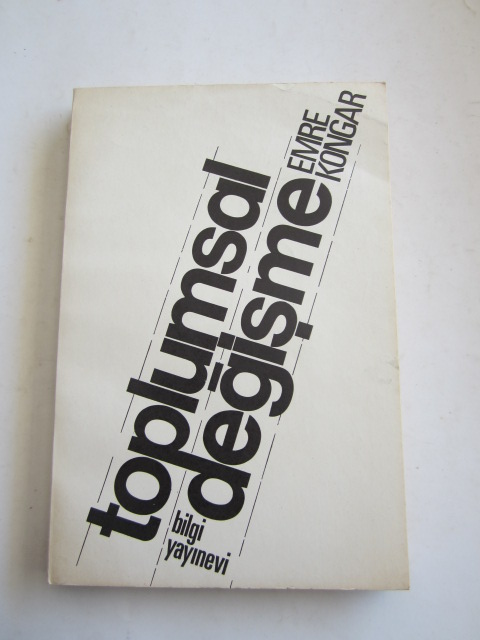 toplumsal
değişme
EMRE
KONGAR
bilgi
yayınevi